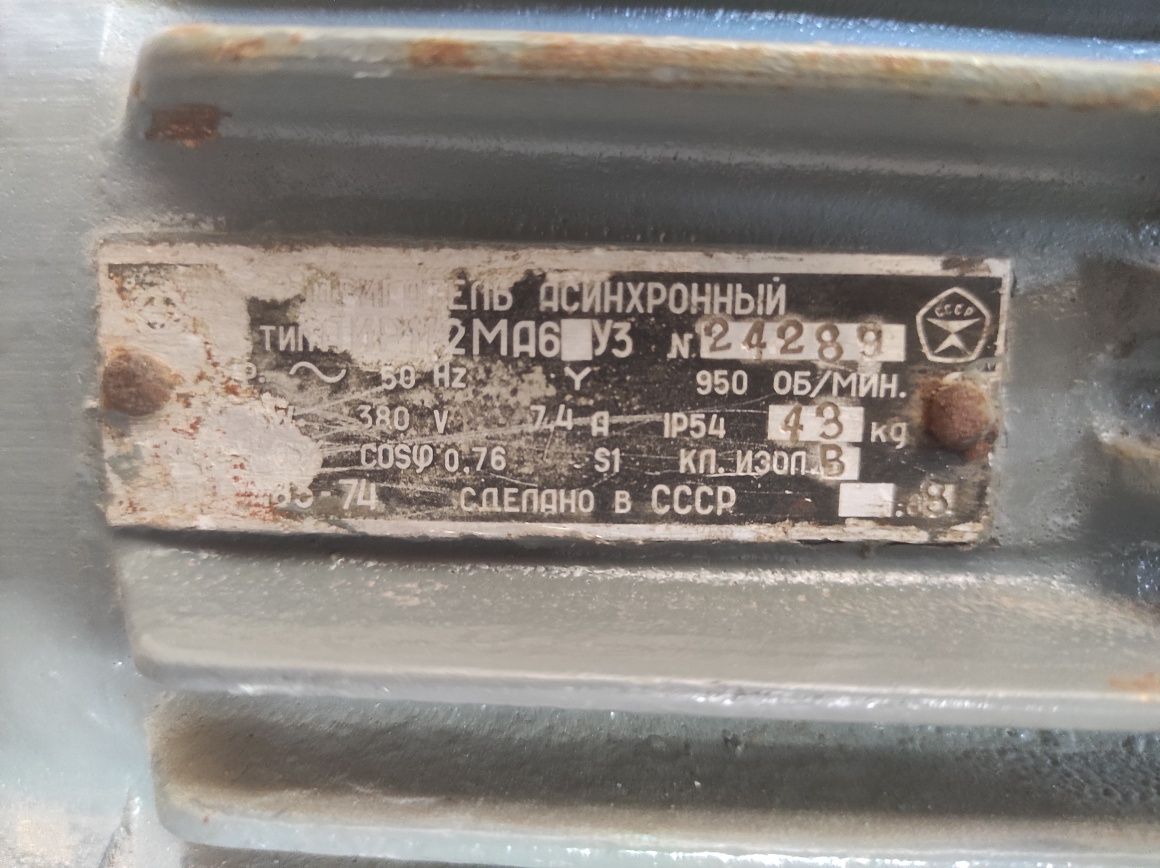 АСИНХРОННЫЙ
ТИП 2МА6 У3 № 24289
СССР
50 Hz Y 950 ОБ/МИН.
380 V 7,4 A IP54 43 kg
COSφ 0,76 S1 КЛ. ИЗОЛ. В
-74 СДЕЛАНО В СССР